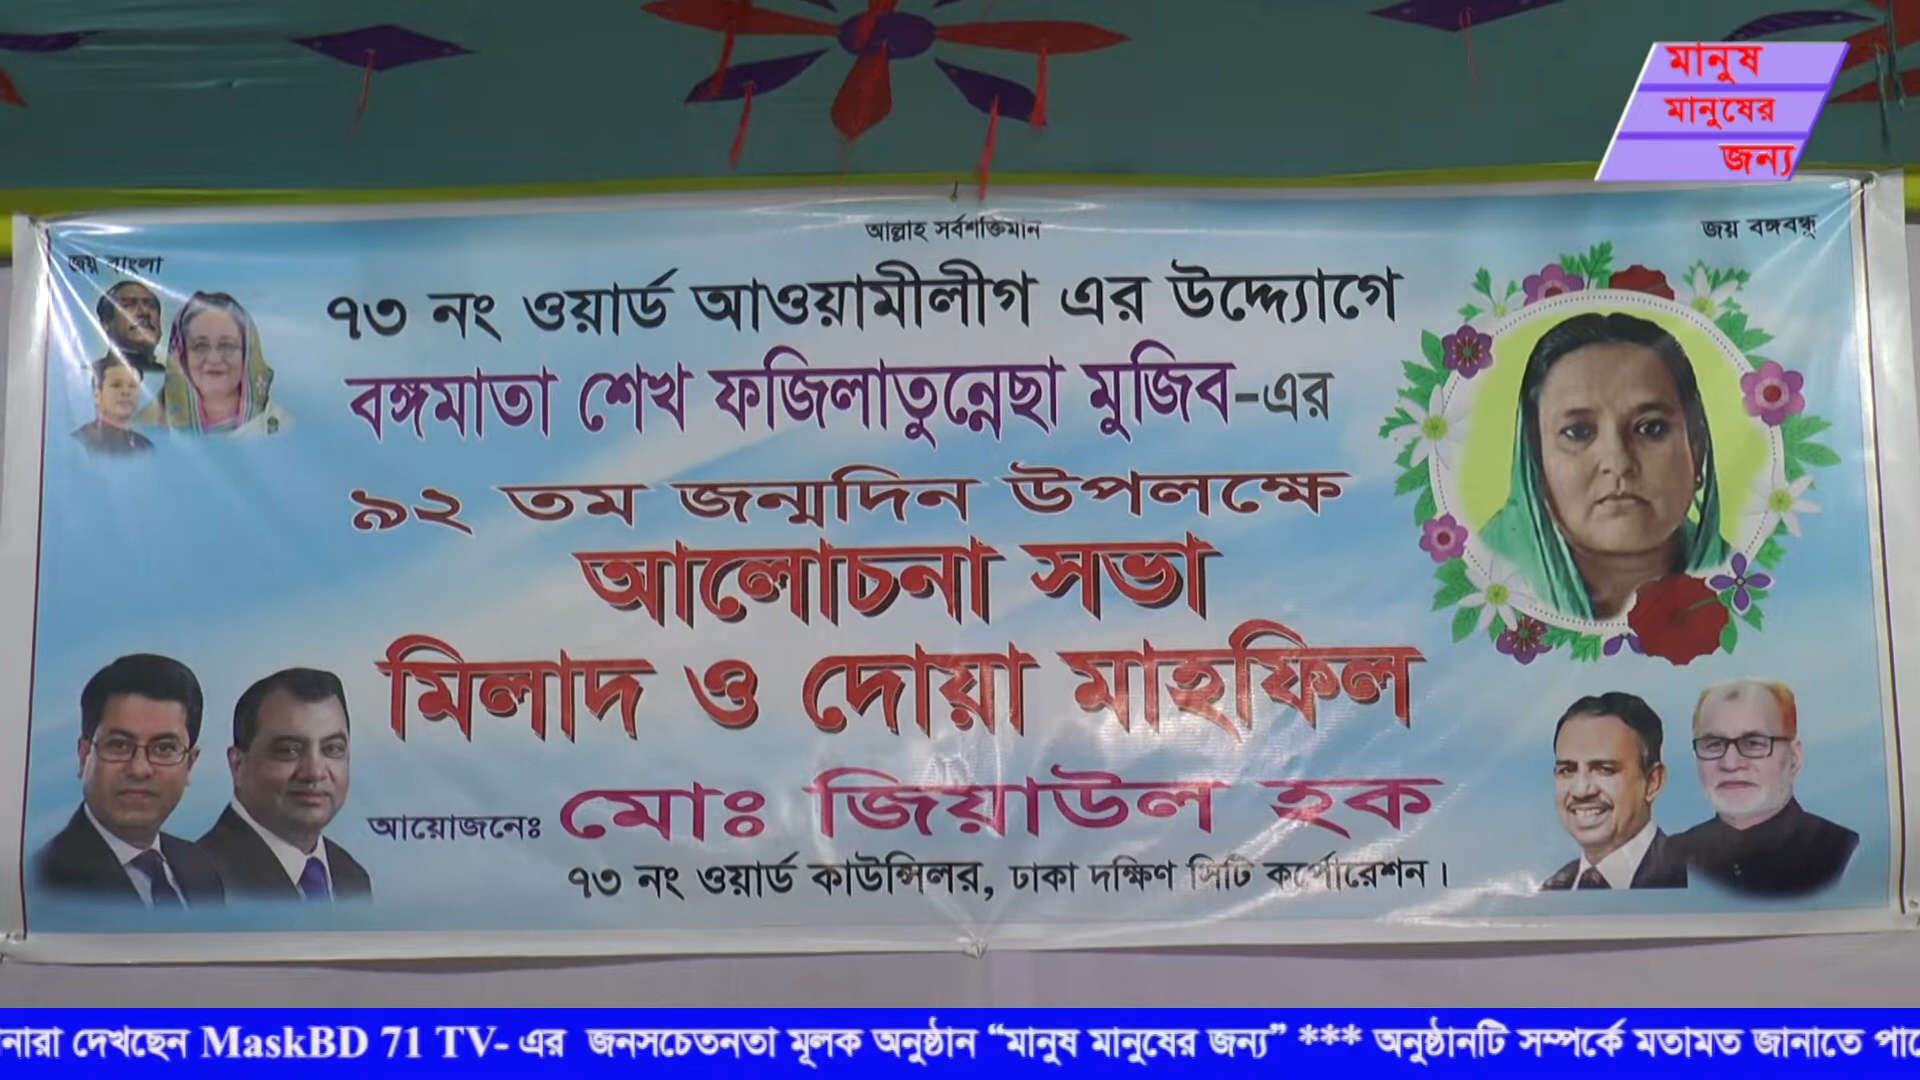 মানুষ
মানুষের
জন্য
আল্লাহ সর্বশক্তিমান
জয় বাংলা
জয় বঙ্গবন্ধু
৭৩ নং ওয়ার্ড আওয়ামীলীগ এর উদ্দ্যোগে
বঙ্গমাতা শেখ ফজিলাতুন্নেছা মুজিব-এর
৯২ তম জন্মদিন উপলক্ষে
আলোচনা সভা
মিলাদ ও দোয়া মাহফিল
আয়োজনেঃ মোঃ জিয়াউল হক
৭৩ নং ওয়ার্ড কাউন্সিলর, ঢাকা দক্ষিণ সিটি কর্পোরেশন।
দেখছেন MaskBD 71 TV- এর জনসচেতনতা মূলক অনুষ্ঠান “মানুষ মানুষের জন্য” *** অনুষ্ঠানটি সম্পর্কে মতামত জানাতে